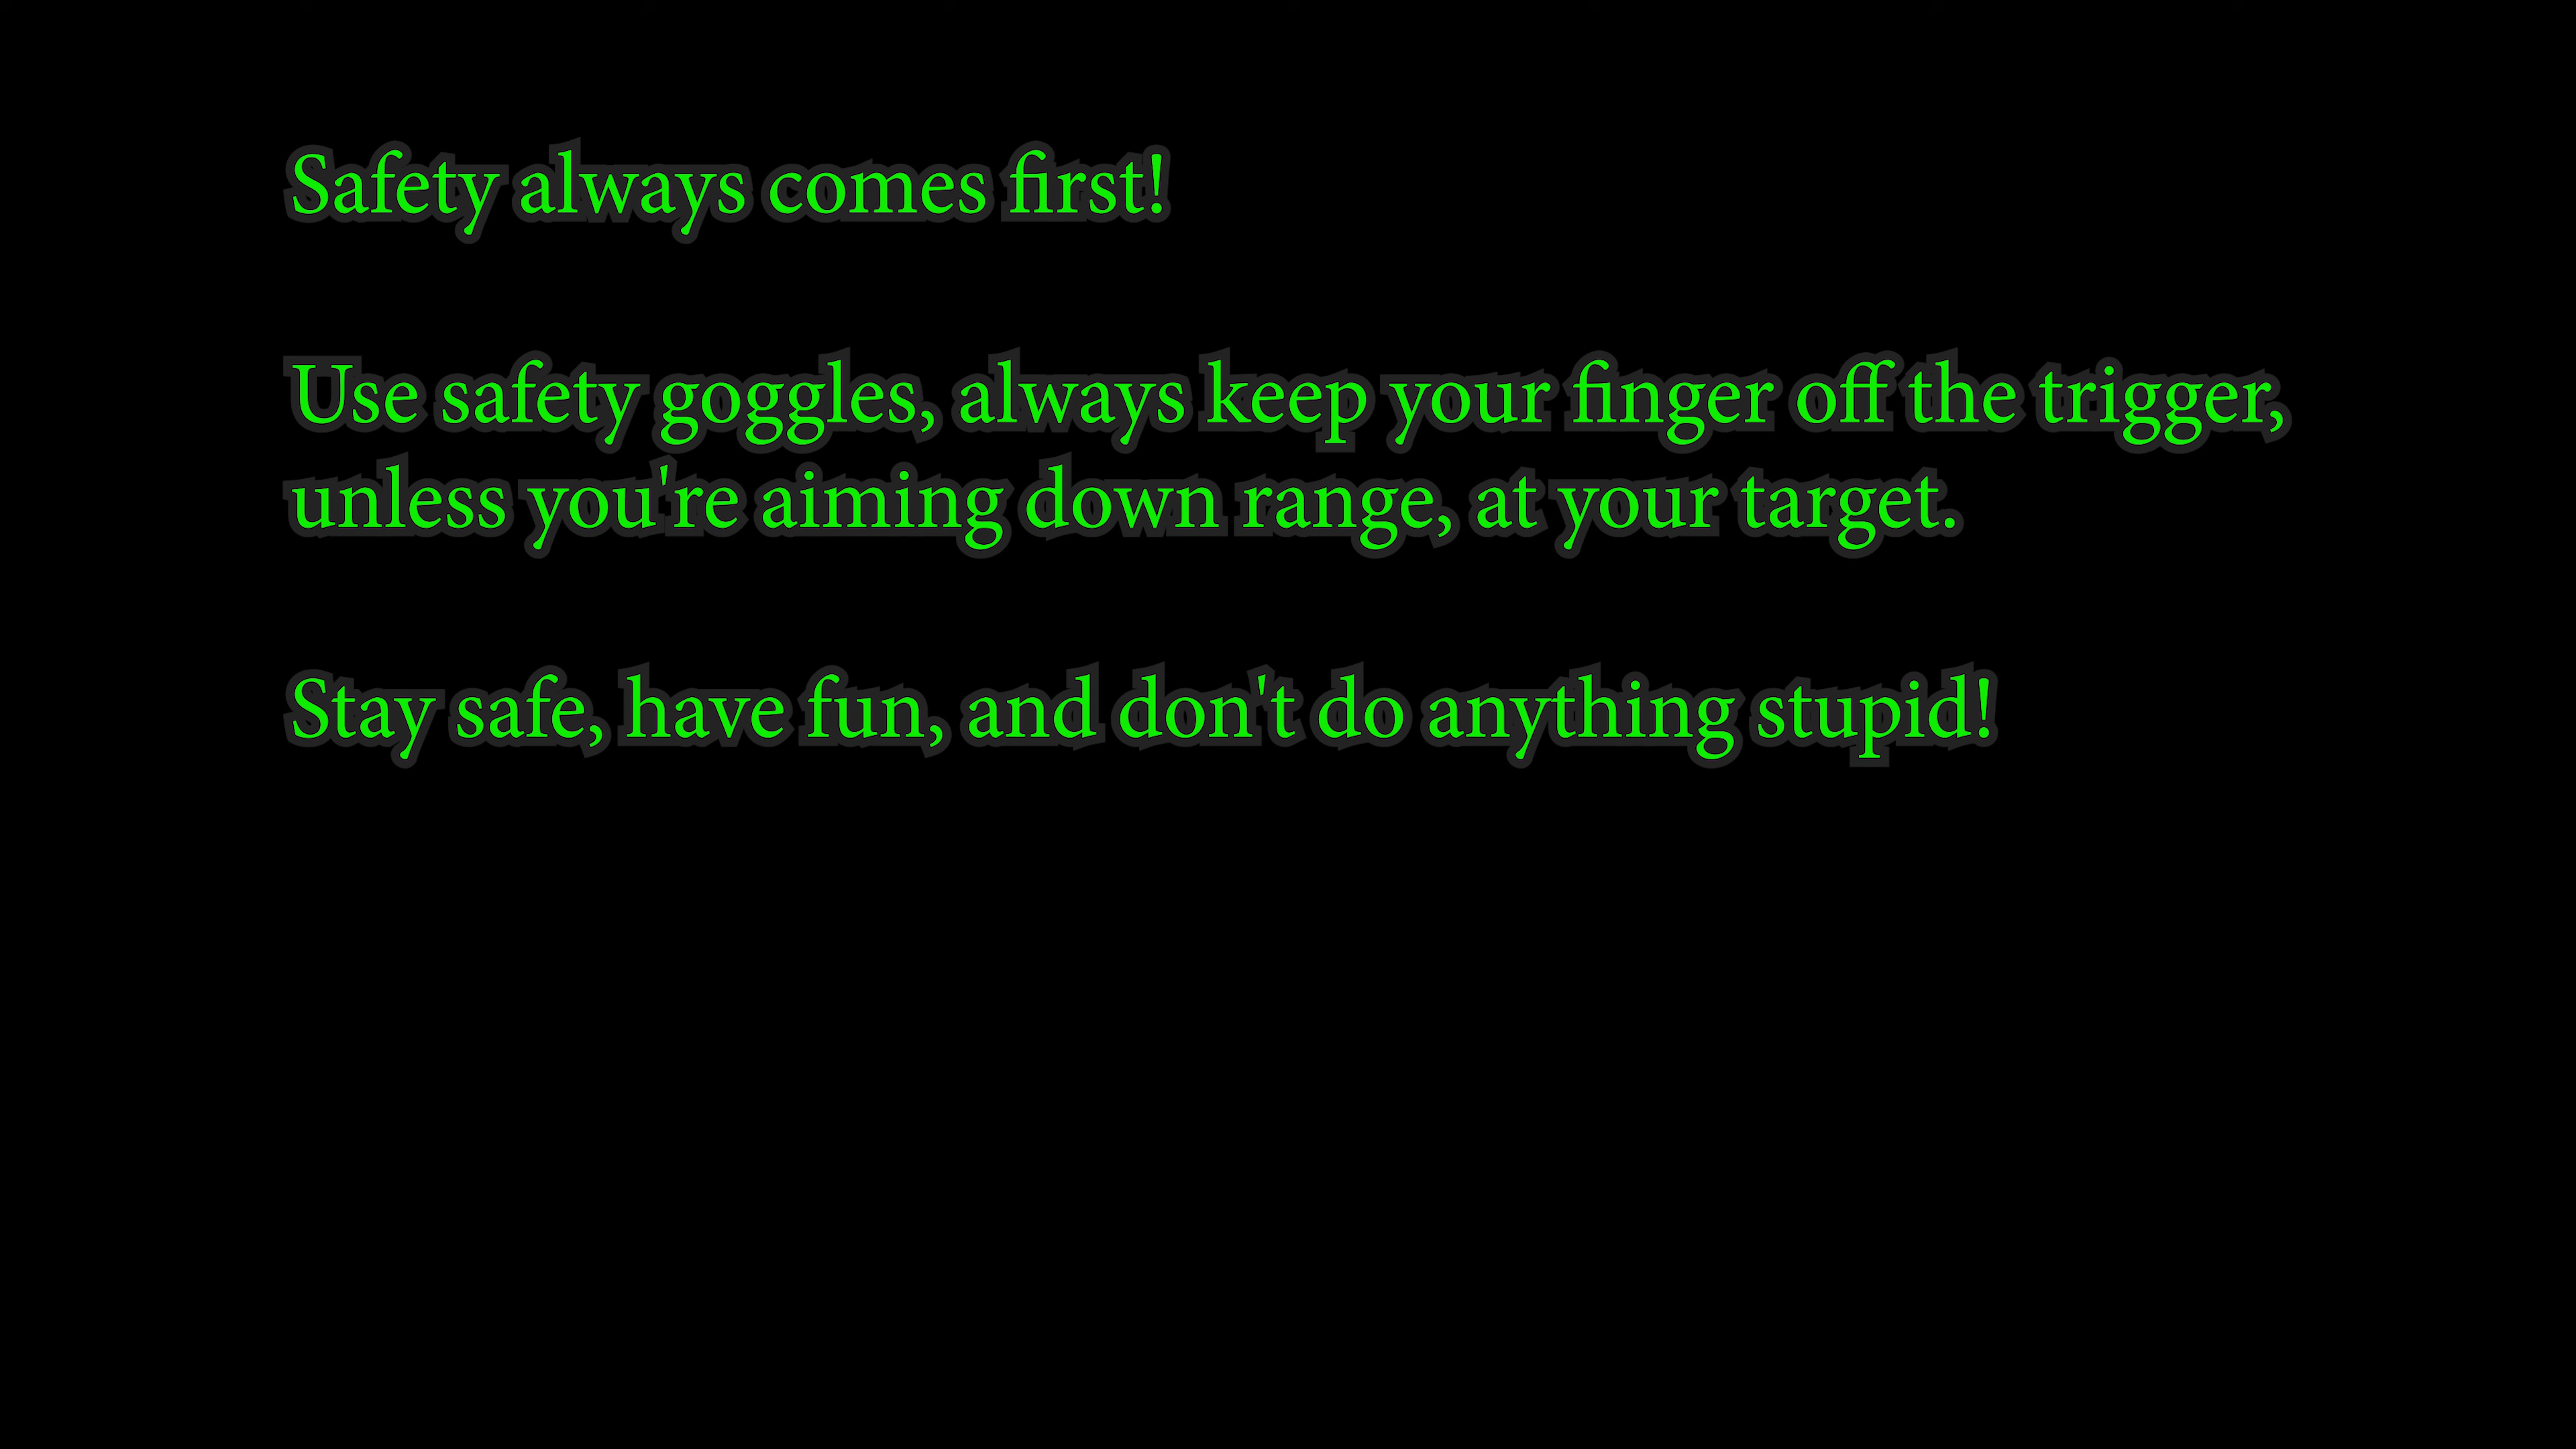 Safety always comes first!
Use safety goggles, always keep your finger off the trigger,
unless you're aiming down range, at your target.
Stay safe, have fun, and don't do anything stupid!